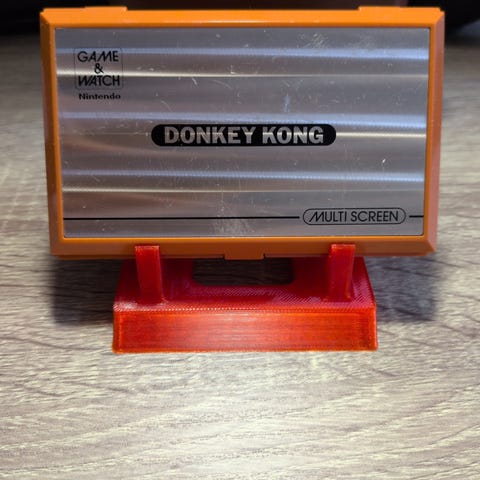 GAME
&
WATCH
Nintendo
DONKEY KONG
MULTI SCREEN